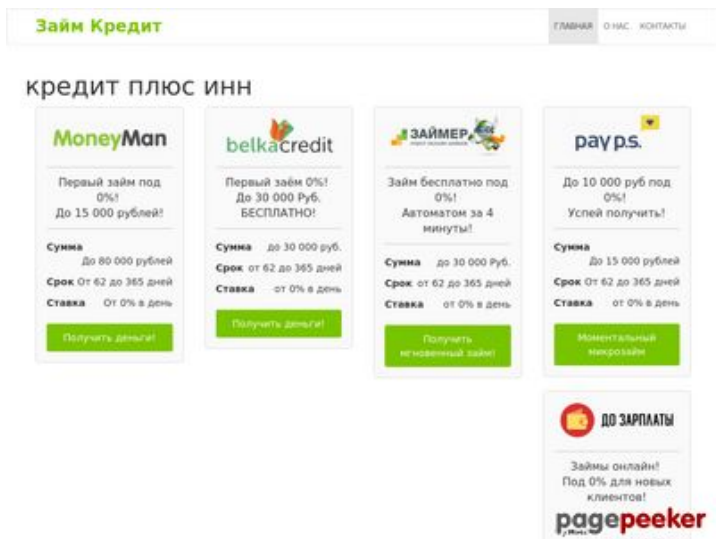 Займ Кредит
ГЛАВНАЯ О НАС. КОНТАКТЫ
кредит плюс инн
MoneyMan
Первый займ под
0%!
До 15 000 рублей!
Сумма
До 80 000 рублей
Срок От 62 до 365 дней
Ставка От 0% в день
Получить деньги!
belkacredit
Первый заём 0%!
До 30 000 Руб.
БЕСПЛАТНО!
Сумма до 30 000 руб.
Срок от 62 до 365 дней
Ставка от 0% в день
Получить деньги!
ЗАЙМЕР
Займ бесплатно под
0%!
Автоматом за 4
минуты!
Сумма до 30 000 Руб.
Срок от 62 до 365 дней
Ставка от 0% в день
Получить
мгновенный займ!
pay p.s.
До 10 000 руб под
0%!
Успей получить!
Сумма
До 15 000 рублей
Срок От 62 до 365 дней
Ставка от 0% в день
Моментальный
микрозайм
ДО ЗАРПЛАТЫ
Займы онлайн!
Под 0% для новых
клиентов!
pagepeeker